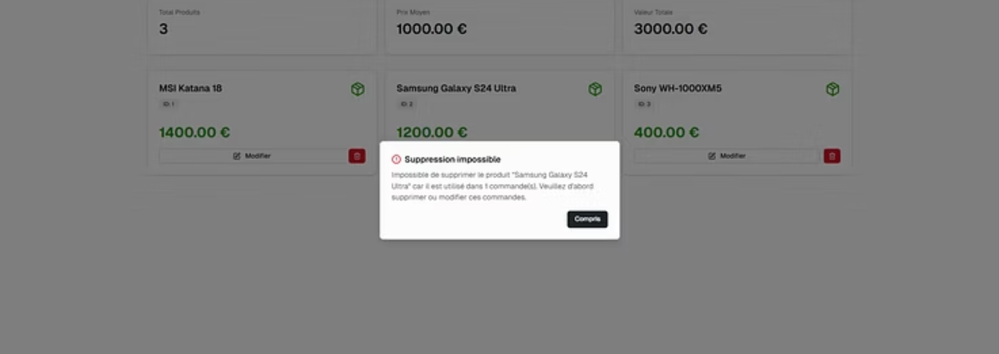 Total Produits
3
Prix Moyen
1000.00 €
Valeur Totale
3000.00 €
MSI Katana 18
ID: 1
1400.00 €
Modifier
Samsung Galaxy S24 Ultra
ID: 2
1200.00 €
Sony WH-1000XM5
ID: 3
400.00 €
Modifier
Suppression impossible
Impossible de supprimer le produit "Samsung Galaxy S24
Ultra" car il est utilisé dans 1 commande(s). Veuillez d'abord
supprimer ou modifier ces commandes.
Compris